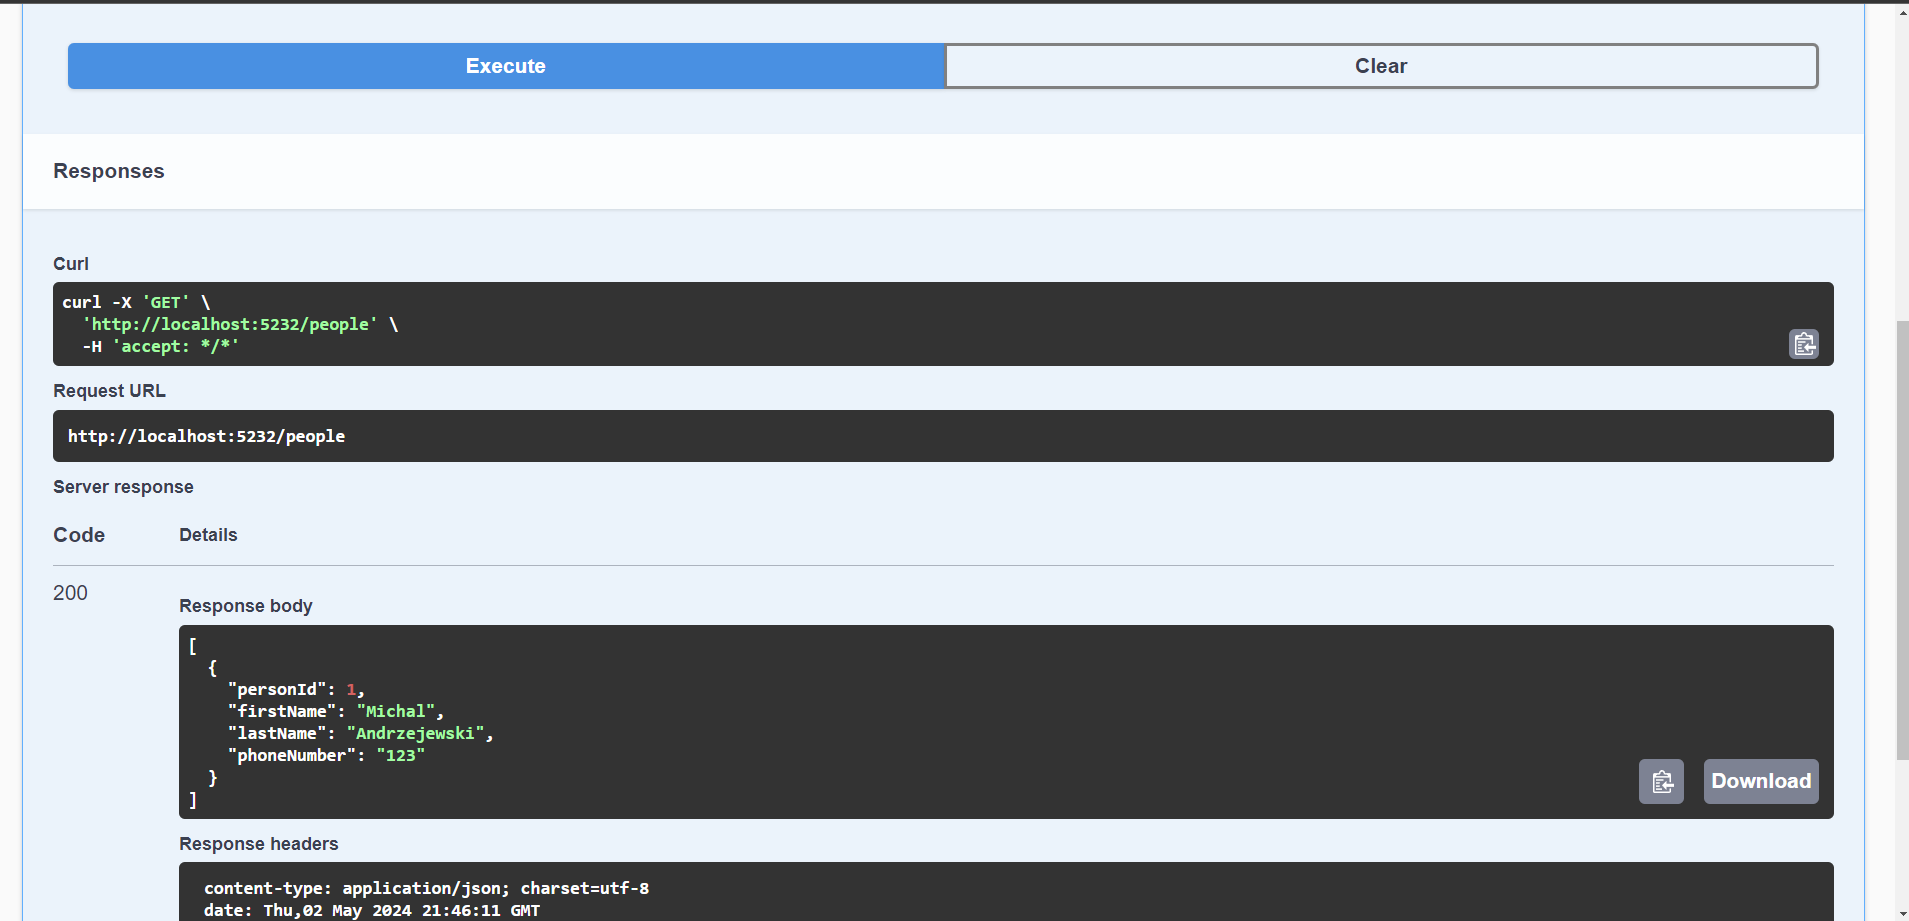 Execute
Clear
Responses
Curl
curl -X 'GET' \
  'http://localhost:5232/people' \
  -H 'accept: */*'
Request URL
http://localhost:5232/people
Server response
Code
Details
200
Response body
[
  {
    "personId": 1,
    "firstName": "Michal",
    "lastName": "Andrzejewski",
    "phoneNumber": "123"
  }
]
Download
Response headers
content-type: application/json; charset=utf-8
date: Thu,02 May 2024 21:46:11 GMT